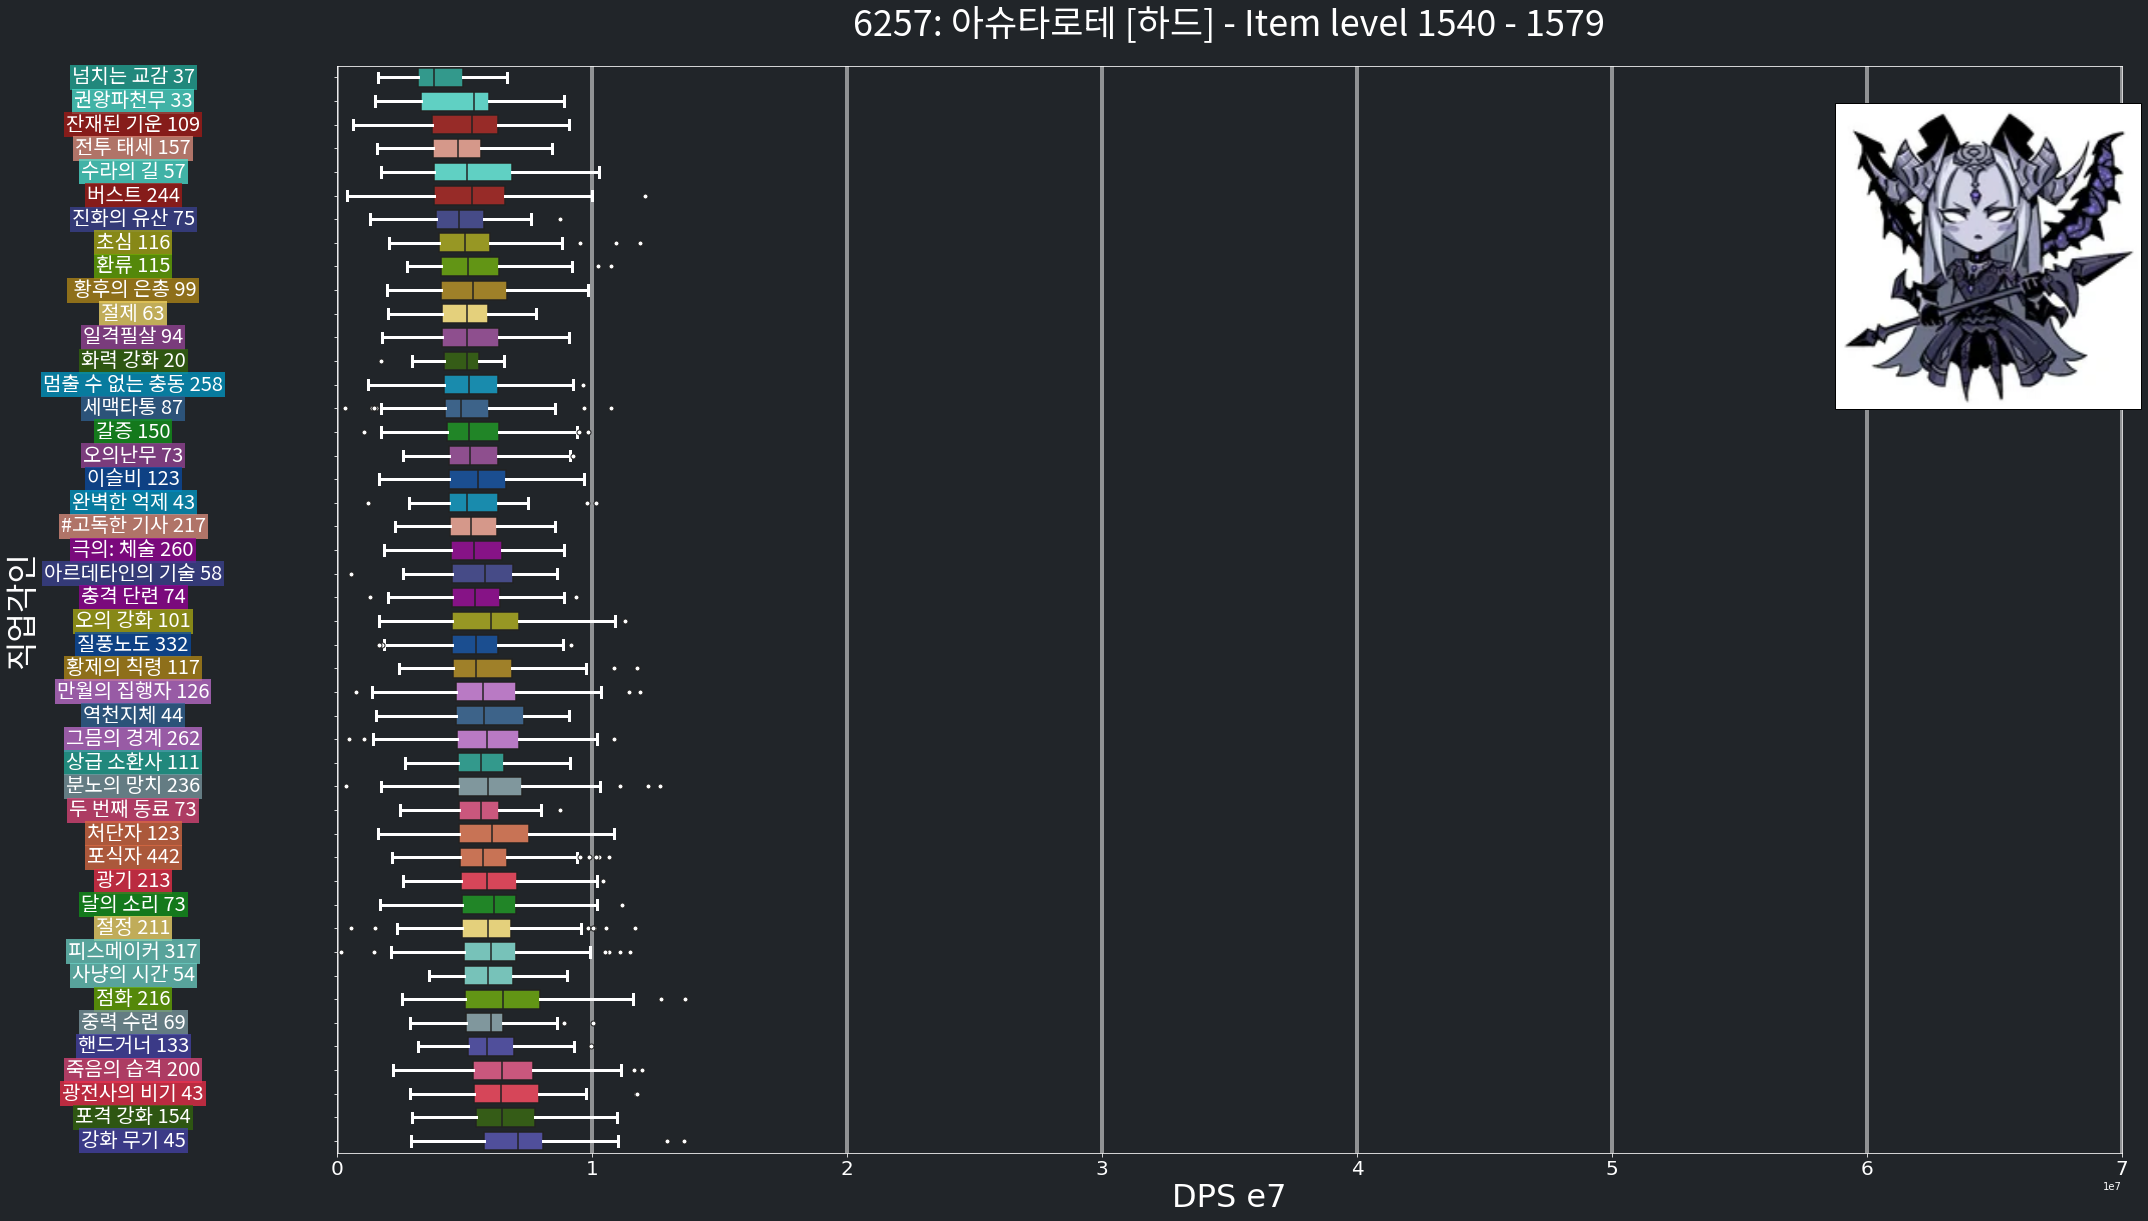 6257: 아슈타로테 [하드] - Item level 1540 - 1579
직업각인
넘치는 교감 37
권왕파천무 33
잔재된 기운 109
전투 태세 157
수라의 길 57
버스트 244
진화의 유산 75
초심 116
환류 115
황후의 은총 99
절제 63
일격필살 94
화력 강화 20
멈출 수 없는 충동 258
세맥타통 87
갈증 150
오의난무 73
이슬비 123
완벽한 억제 43
#고독한 기사 217
극의: 체술 260
아르데타인의 기술 58
충격 단련 74
오의 강화 101
질풍노도 332
황제의 칙령 117
만월의 집행자 126
역천지체 44
그믐의 경계 262
상급 소환사 111
분노의 망치 236
두 번째 동료 73
처단자 123
포식자 442
광기 213
달의 소리 73
절정 211
피스메이커 317
사냥의 시간 54
점화 216
중력 수련 69
핸드거너 133
죽음의 습격 200
광전사의 비기 43
포격 강화 154
강화 무기 45
0 1 2 3 4 5 6 7
1e7
DPS e7